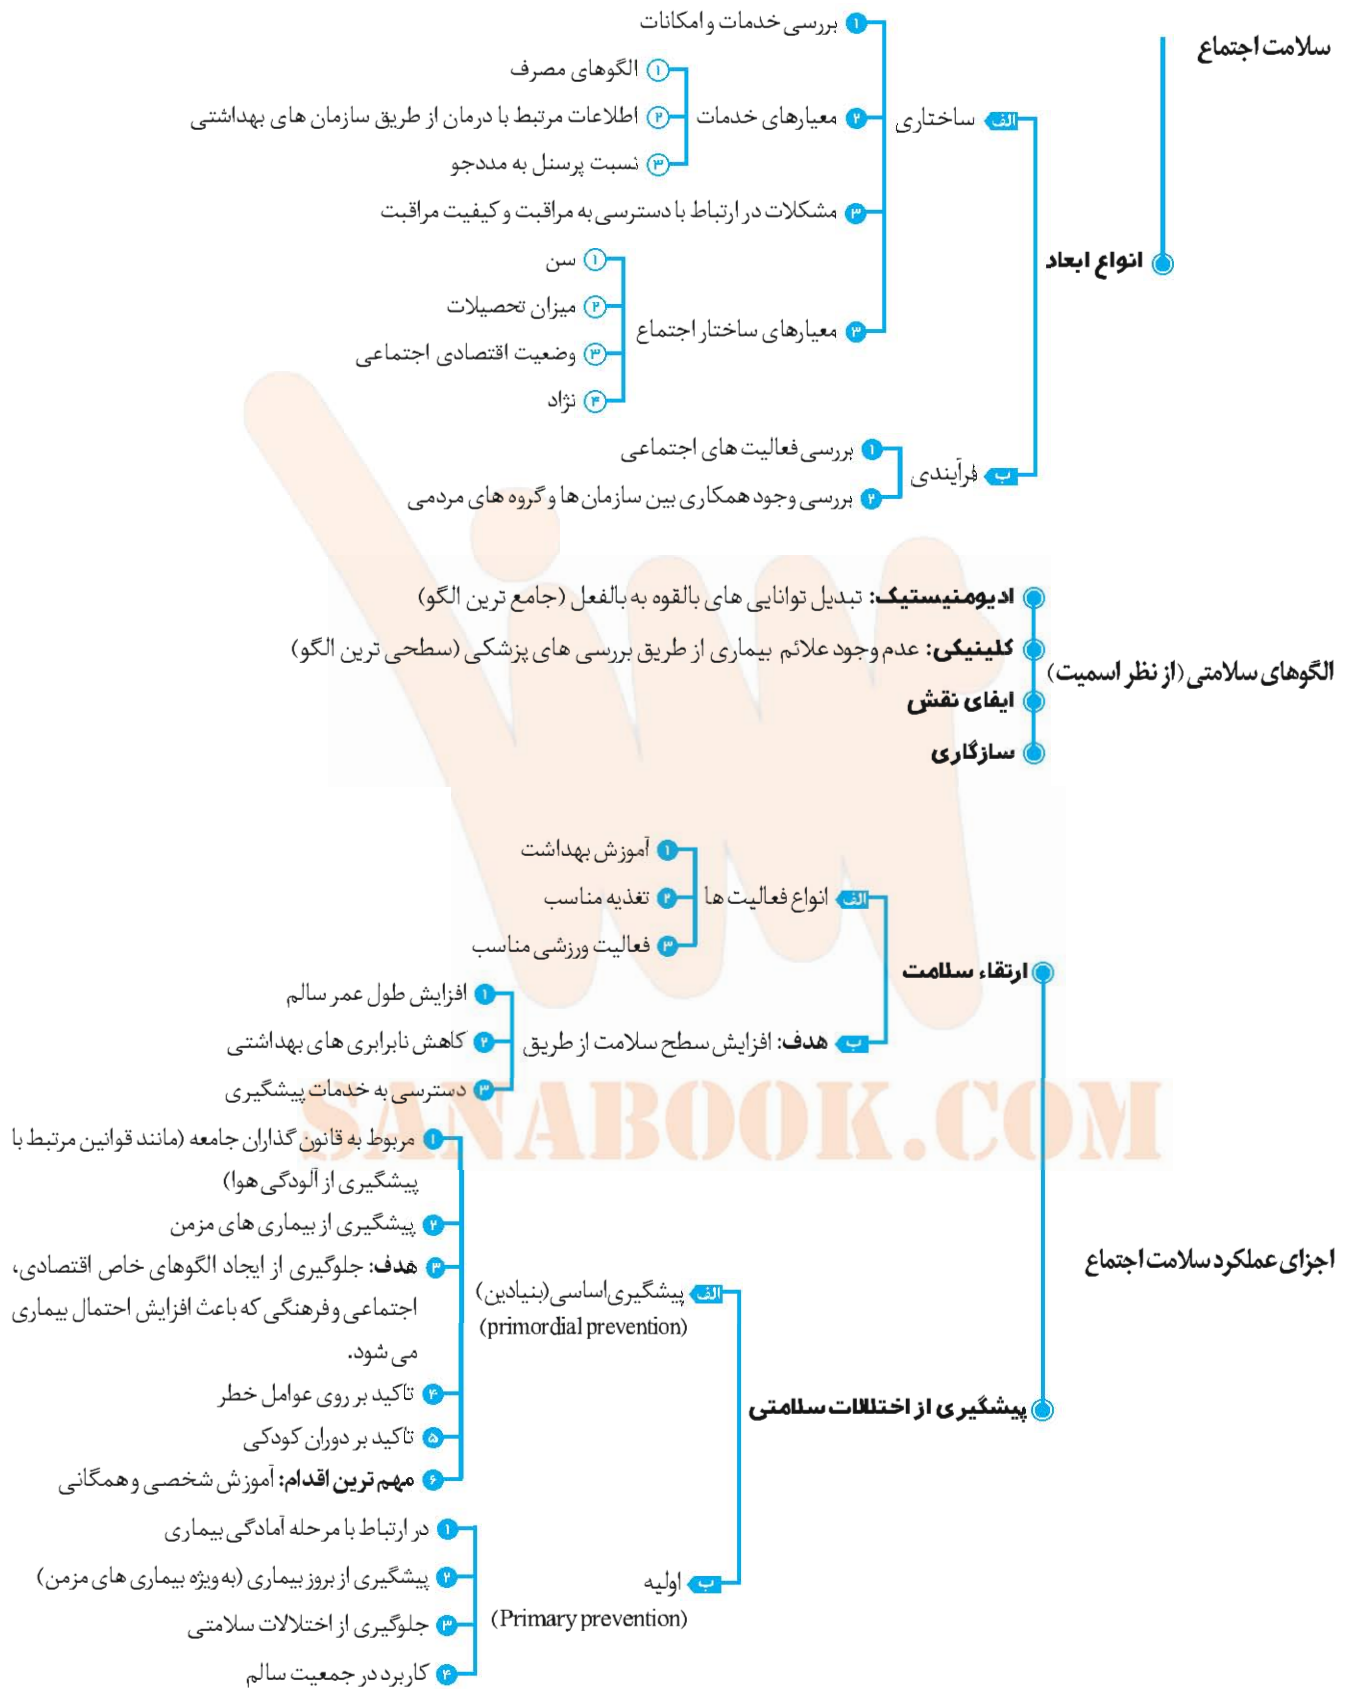 سلامت اجتماع
انواع ابعاد
الف ساختاری
۱ بررسی خدمات و امکانات
۲ معیارهای خدمات
۱ الگوهای مصرف
۲ اطلاعات مرتبط با درمان از طریق سازمان های بهداشتی
۳ نسبت پرسنل به مددجو
۳ مشکلات در ارتباط با دسترسی به مراقبت و کیفیت مراقبت
۳ معیارهای ساختار اجتماع
۱ سن
۲ میزان تحصیلات
۳ وضعیت اقتصادی اجتماعی
۴ نژاد
ب فرآیندی
۱ بررسی فعالیت های اجتماعی
۲ بررسی وجود همکاری بین سازمان ها و گروه های مردمی
الگوهای سلامتی (از نظر اسمیت)
ادیومنیستیک: تبدیل توانایی های بالقوه به بالفعل (جامع ترین الگو)
کلینیکی: عدم وجود علائم بیماری از طریق بررسی های پزشکی (سطحی ترین الگو)
ایفای نقش
سازگاری
اجزای عملکرد سلامت اجتماع
ارتقاء سلامت
الف انواع فعالیت ها
۱ آموزش بهداشت
۲ تغذیه مناسب
۳ فعالیت ورزشی مناسب
ب هدف: افزایش سطح سلامت از طریق
۱ افزایش طول عمر سالم
۲ کاهش نابرابری های بهداشتی
۳ دسترسی به خدمات پیشگیری
SANABOOK.COM
پیشگیری از اختلالات سلامتی
الف پیشگیری اساسی (بنیادین)
(primordial prevention)
۱ مربوط به قانون گذاران جامعه (مانند قوانین مرتبط با
پیشگیری از آلودگی هوا)
۲ پیشگیری از بیماری های مزمن
۳ هدف: جلوگیری از ایجاد الگوهای خاص اقتصادی،
اجتماعی و فرهنگی که باعث افزایش احتمال بیماری
می شود.
۴ تاکید بر روی عوامل خطر
۵ تاکید بر دوران کودکی
۶ مهم ترین اقدام: آموزش شخصی و همگانی
ب اولیه
(Primary prevention)
۱ در ارتباط با مرحله آمادگی بیماری
۲ پیشگیری از بروز بیماری (به ویژه بیماری های مزمن)
۳ جلوگیری از اختلالات سلامتی
۴ کاربرد در جمعیت سالم